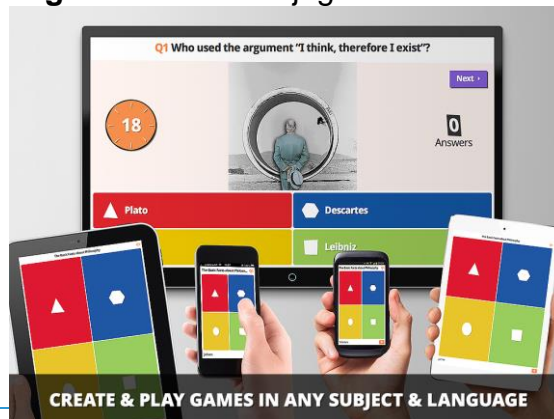 Q1 Who used the argument "I think, therefore I exist"?
Next ›
18
0
Answers
Plato
Descartes
Leibniz
CREATE & PLAY GAMES IN ANY SUBJECT & LANGUAGE